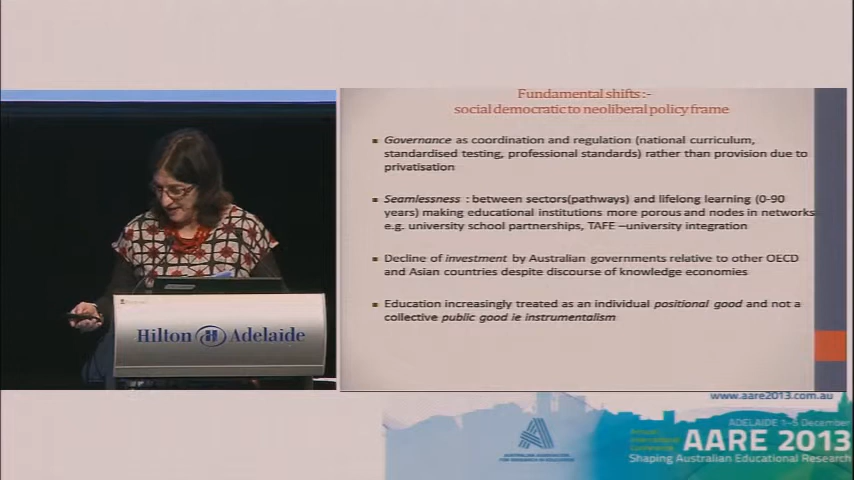 Fundamental shifts:-
social democratic to neoliberal policy frame
Governance as coordination and regulation (national curriculum,
standardised testing, professional standards) rather than provision due to
privatisation
Seamlessness : between sectors(pathways) and lifelong learning (0-90
years) making educational institutions more porous and nodes in networks
e.g. university school partnerships, TAFE –university integration
Decline of investment by Australian governments relative to other OECD
and Asian countries despite discourse of knowledge economies
Education increasingly treated as an individual positional good and not a
collective public good ie instrumentalism
Hilton Adelaide
www.aare2013.com.au
ADELAIDE 1-5 December
AARE 2013
Shaping Australian Educational Research